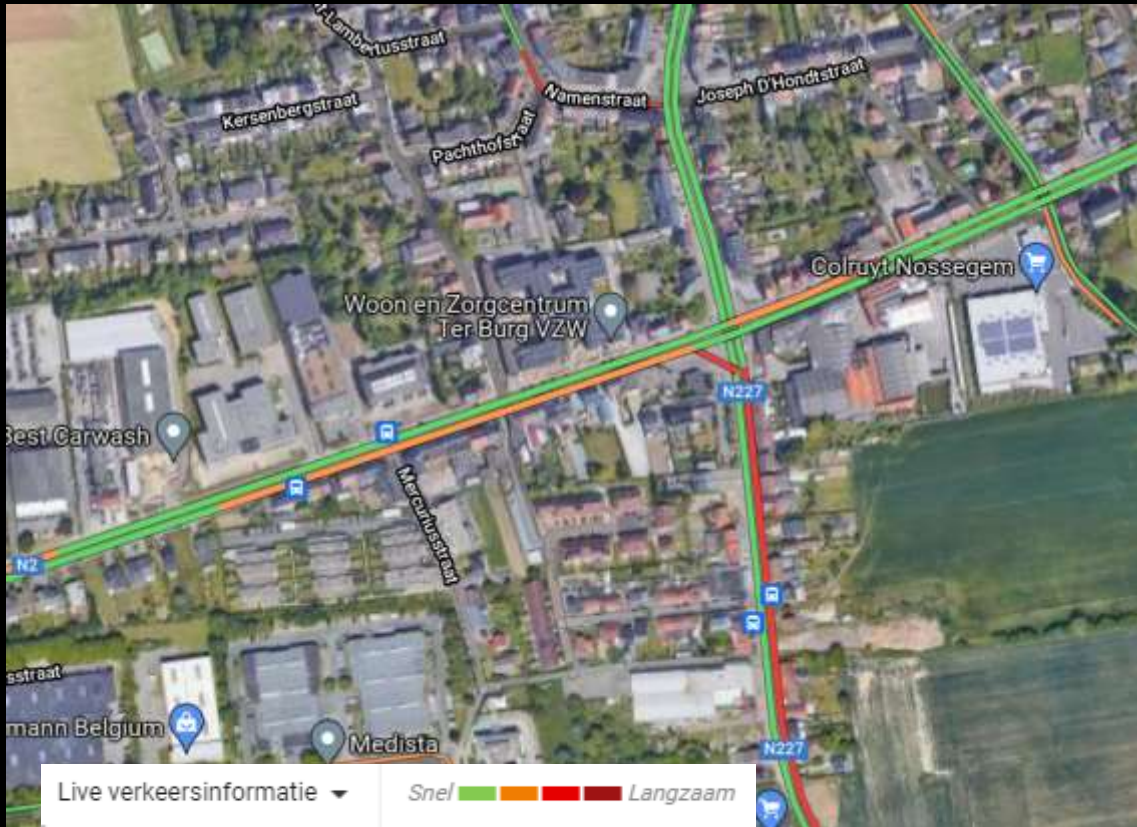 Lambertusstraat
Kersenbergstraat
Namenstraat
Joseph D'Hondtstraat
Pachthofstraat
Colruyt Nossegem
Woon en Zorgcentrum
Ter Burg VZW
N227
Best Carwash
Mercuriusstraat
N2
sstraat
mann Belgium
Medista
N227
Live verkeersinformatie
Snel Langzaam